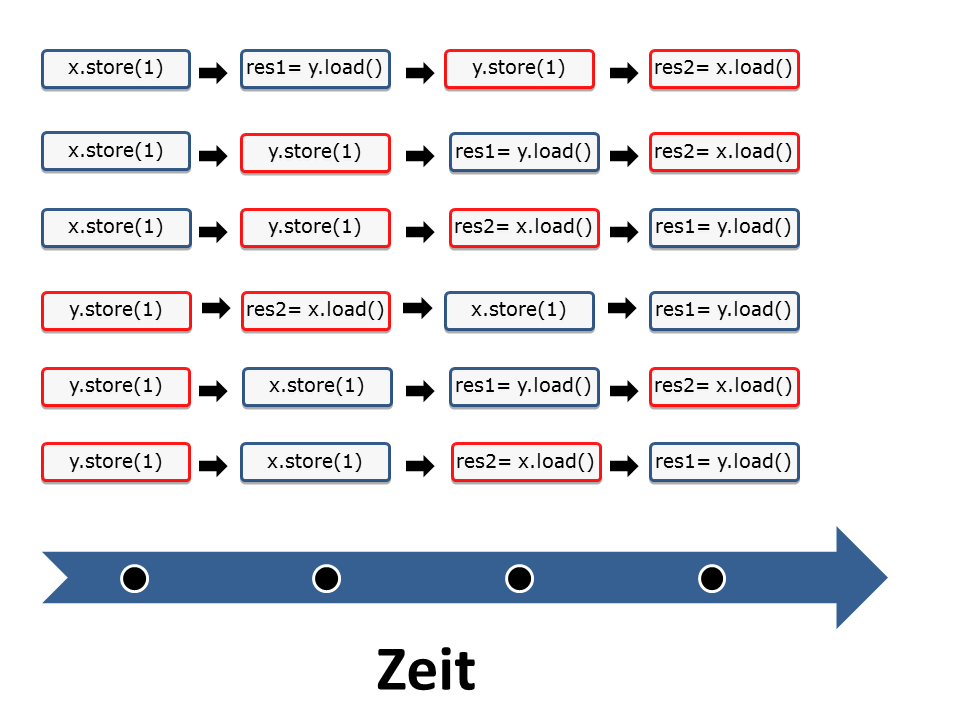 x.store(1) res1= y.load() y.store(1) res2= x.load()
x.store(1) y.store(1) res1= y.load() res2= x.load()
x.store(1) y.store(1) res2= x.load() res1= y.load()
y.store(1) res2= x.load() x.store(1) res1= y.load()
y.store(1) x.store(1) res1= y.load() res2= x.load()
y.store(1) x.store(1) res2= x.load() res1= y.load()
Zeit